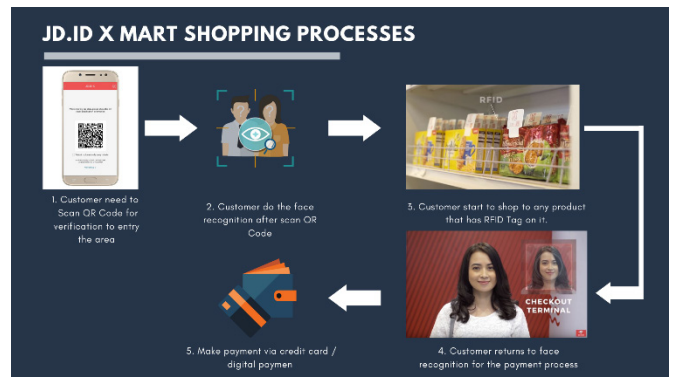 JD.ID X MART SHOPPING PROCESSES
RFID
1. Customer need to
Scan QR Code for
verification to entry
the area
2. Customer do the face
recognition after scan QR
Code
3. Customer start to shop to any product
that has RFID Tag on it.
CHECKOUT
TERMINAL
4. Customer returns to face
recognition for the payment process
5. Make payment via credit card /
digital paymen